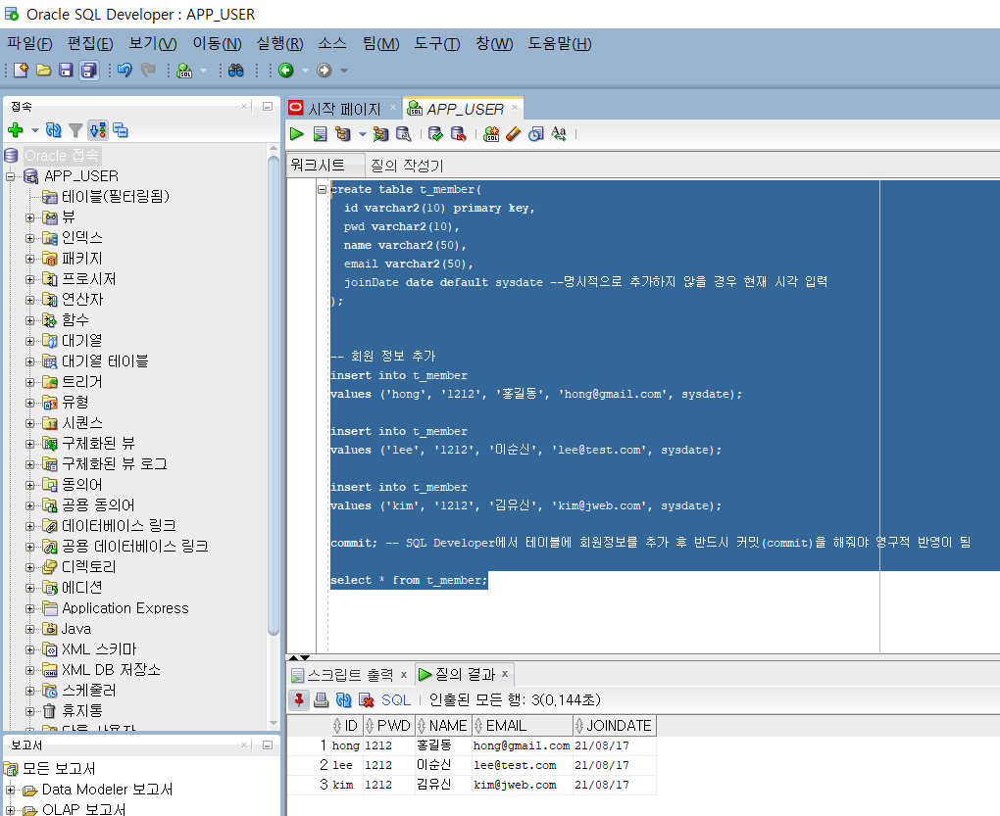 Oracle SQL Developer : APP_USER
파일(F) 편집(E) 보기(V) 이동(N) 실행(R) 소스 팀(M) 도구(T) 창(W) 도움말(H)
접속
Oracle 접속
APP_USER
테이블(필터링됨)
뷰
인덱스
패키지
프로시저
연산자
함수
대기열
대기열 테이블
트리거
유형
시퀀스
구체화된 뷰
구체화된 뷰 로그
동의어
공용 동의어
데이터베이스 링크
공용 데이터베이스 링크
디렉토리
에디션
Application Express
Java
XML 스키마
XML DB 저장소
스케줄러
휴지통
다른 사용자
보고서
모든 보고서
Data Modeler 보고서
OLAP 보고서
시작 페이지 APP_USER
워크시트 질의 작성기
create table t_member(
id varchar2(10) primary key,
pwd varchar2(10),
name varchar2(50),
email varchar2(50),
joinDate date default sysdate --명시적으로 추가하지 않을 경우 현재 시각 입력
);
-- 회원 정보 추가
insert into t_member
values ('hong', '1212', '홍길동', 'hong@gmail.com', sysdate);
insert into t_member
values ('lee', '1212', '이순신', 'lee@test.com', sysdate);
insert into t_member
values ('kim', '1212', '김유신', 'kim@jweb.com', sysdate);
commit; -- SQL Developer에서 테이블에 회원정보를 추가 후 반드시 커밋(commit)을 해줘야 영구적 반영이 됨
select * from t_member;
스크립트 출력 질의 결과
SQL 인출된 모든 행: 3(0,144초)
ID PWD NAME EMAIL JOINDATE
1 hong 1212 홍길동 hong@gmail.com 21/08/17
2 lee 1212 이순신 lee@test.com 21/08/17
3 kim 1212 김유신 kim@jweb.com 21/08/17